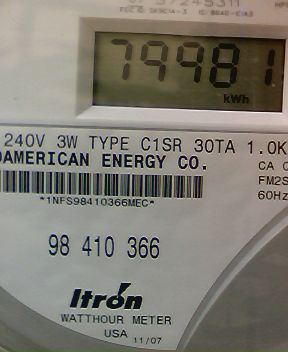 79981
kWh
240V 3W TYPE C1SR 30TA 1.0K
DAMERICAN ENERGY CO.
CA
*1NFS98410366MEC*
FM2S
60Hz
98 410 366
Itron
WATTHOUR METER
USA 11/07